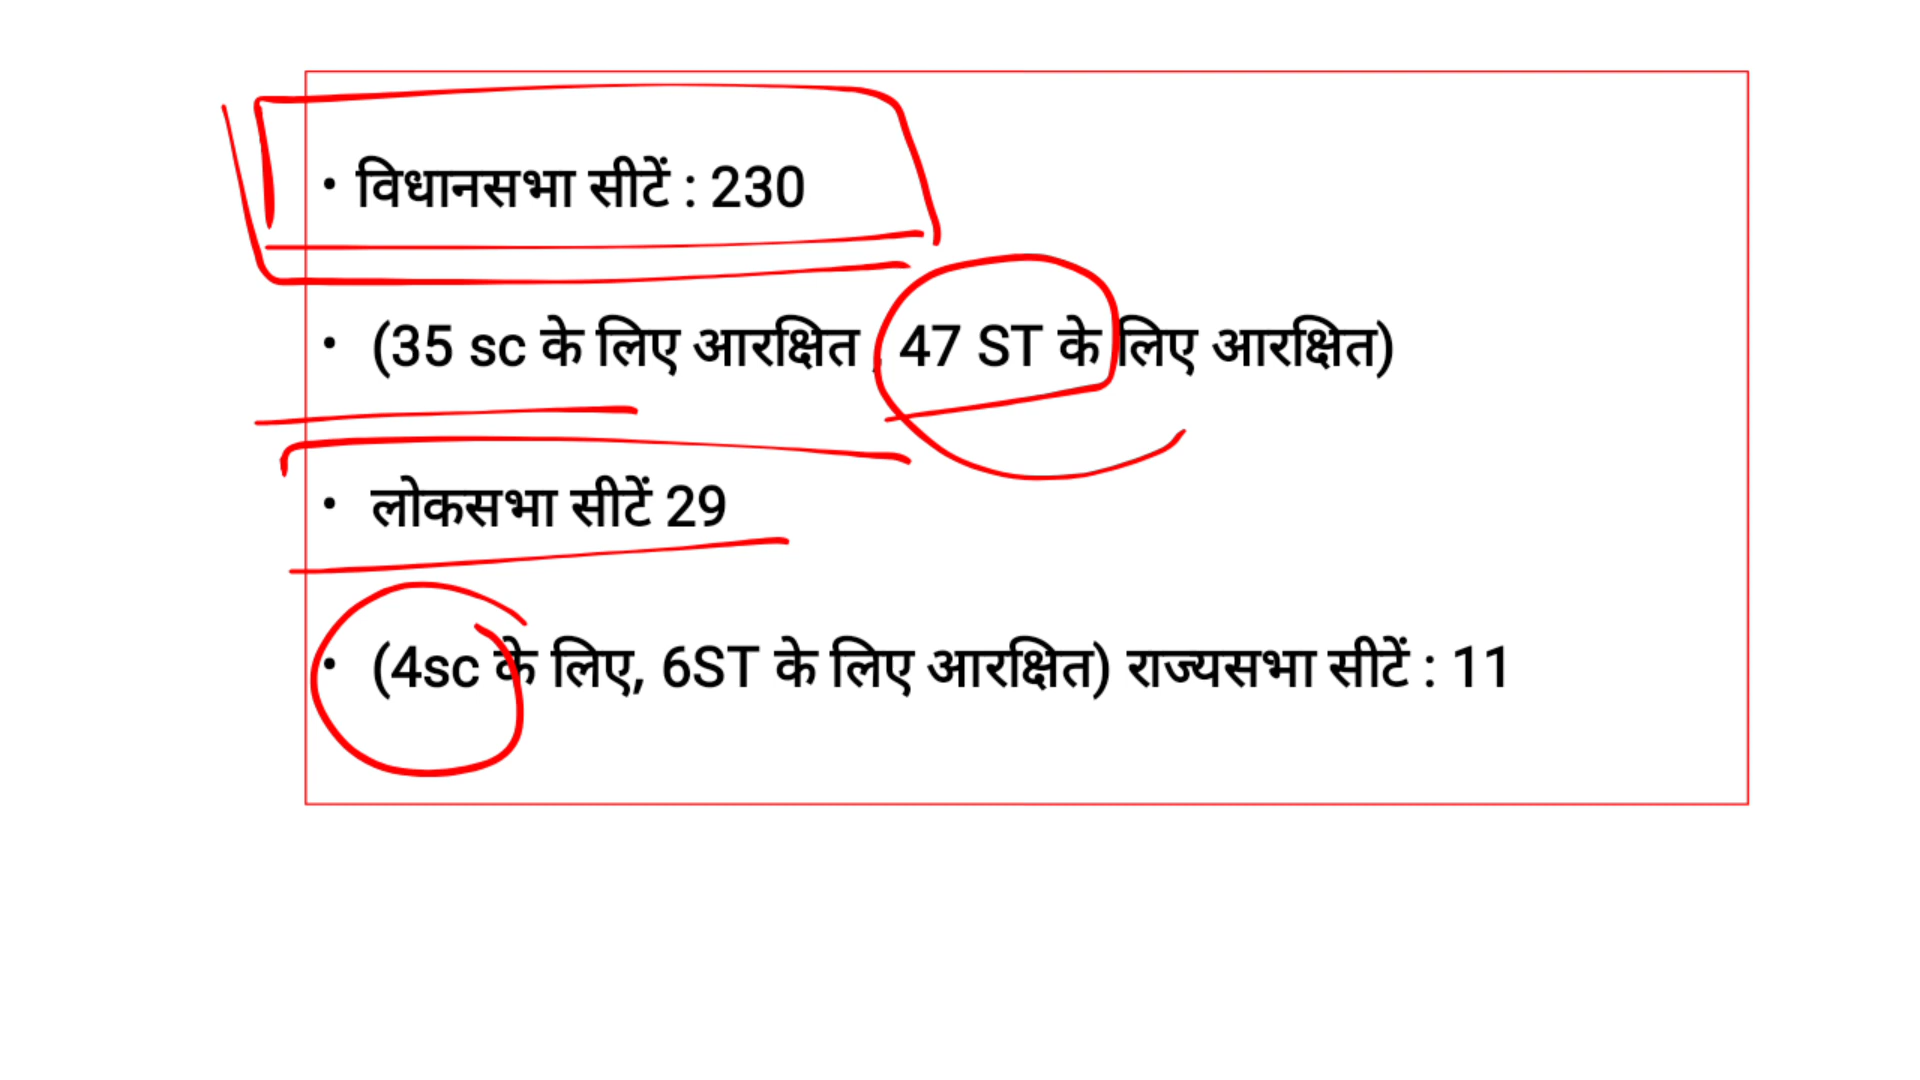 • विधानसभा सीटें : 230
• (35 sc के लिए आरक्षित , 47 ST के लिए आरक्षित)
• लोकसभा सीटें 29
• (4sc के लिए, 6ST के लिए आरक्षित) राज्यसभा सीटें : 11